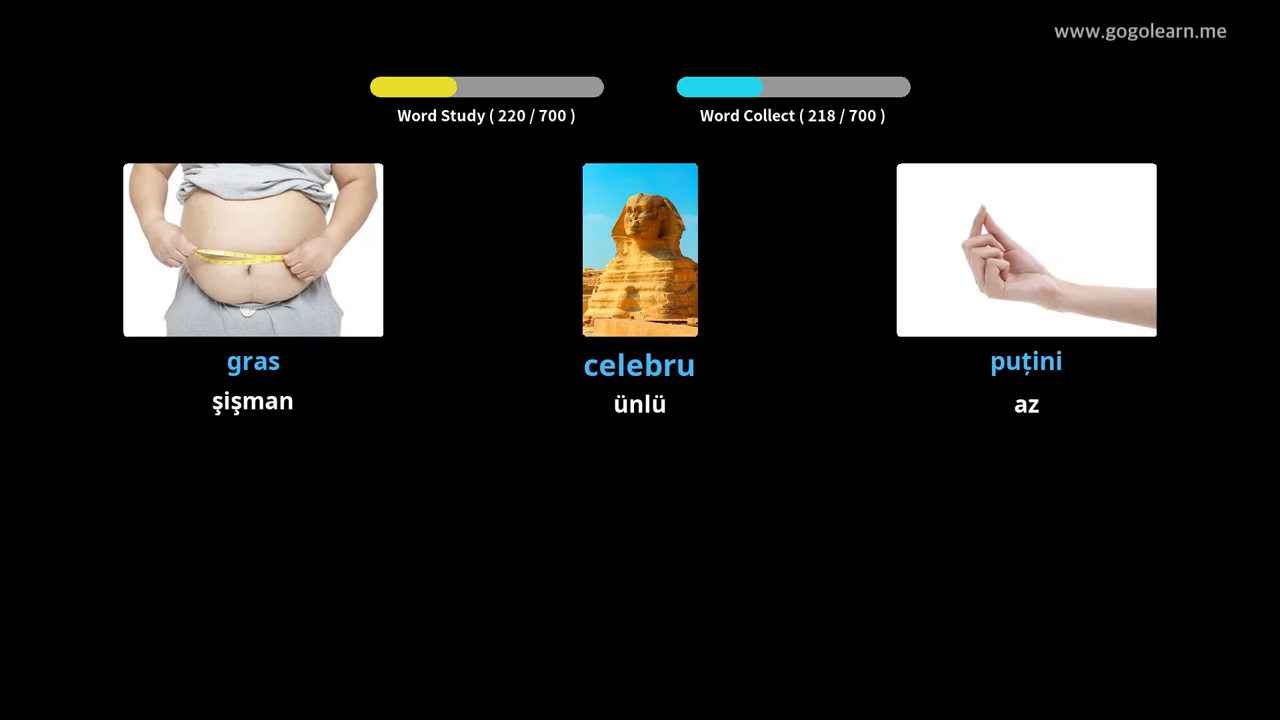 www.gogolearn.me
Word Study ( 220 / 700 )
Word Collect ( 218 / 700 )
gras
şişman
celebru
ünlü
puțini
az